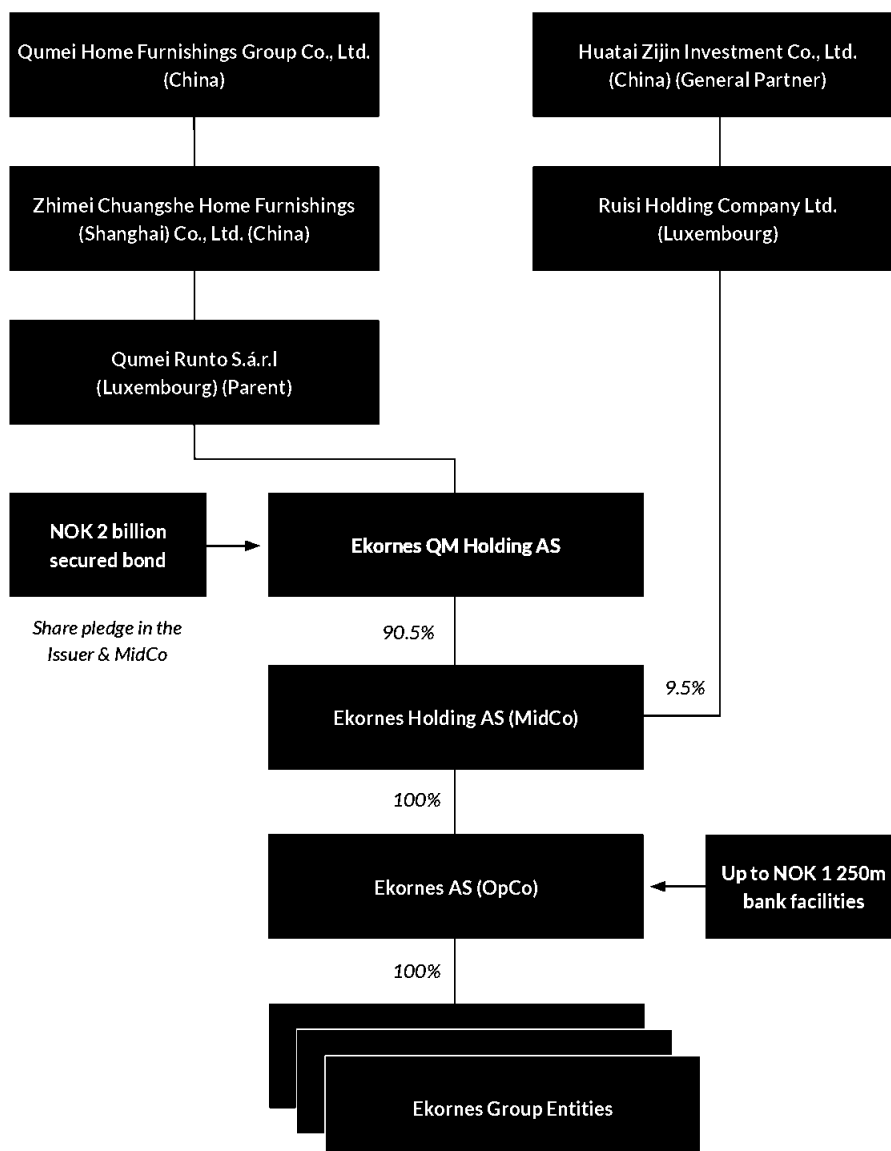 Qumei Home Furnishings Group Co., Ltd.
(China)
Huatai Zijin Investment Co., Ltd.
(China) (General Partner)
Zhimei Chuangshe Home Furnishings
(Shanghai) Co., Ltd. (China)
Ruisi Holding Company Ltd.
(Luxembourg)
Qumei Runto S.á.r.l
(Luxembourg) (Parent)
NOK 2 billion
secured bond
Ekornes QM Holding AS
Share pledge in the
Issuer & MidCo
90.5%
9.5%
Ekornes Holding AS (MidCo)
100%
Ekornes AS (OpCo)
Up to NOK 1 250m
bank facilities
100%
Ekornes Group Entities